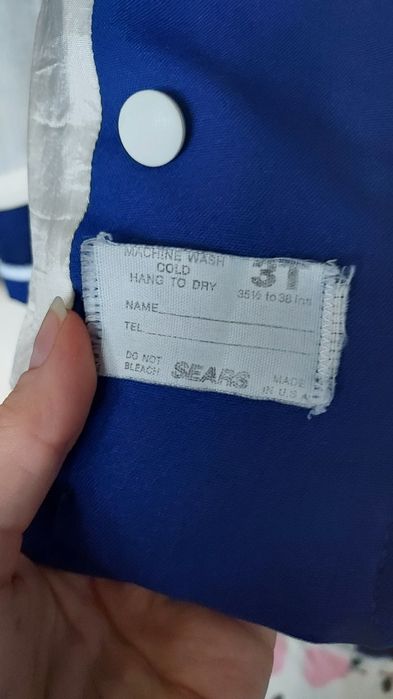 MACHINE WASH
COLD
HANG TO DRY
3T
35½ to 38 ins
NAME
TEL
DO NOT
BLEACH
SEARS
MADE
IN U.S.A.